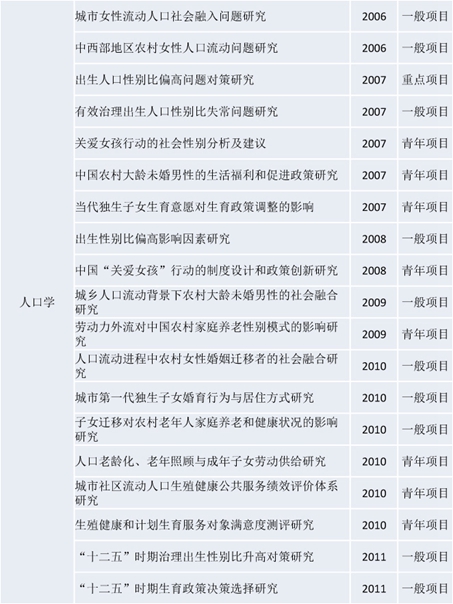 城市女性流动人口社会融入问题研究 2006 一般项目
中西部地区农村女性人口流动问题研究 2006 一般项目
出生人口性别比偏高问题对策研究 2007 重点项目
有效治理出生人口性别比失常问题研究 2007 一般项目
关爱女孩行动的社会性别分析及建议 2007 青年项目
中国农村大龄未婚男性的生活福利和促进政策研究 2007 青年项目
当代独生子女生育意愿对生育政策调整的影响 2007 青年项目
出生性别比偏高影响因素研究 2008 一般项目
中国“关爱女孩”行动的制度设计和政策创新研究 2008 青年项目
人口学
城乡人口流动背景下农村大龄未婚男性的社会融合
研究 2009 一般项目
劳动力外流对中国农村家庭养老性别模式的影响研
究 2009 青年项目
人口流动进程中农村女性婚姻迁移者的社会融合研
究 2010 一般项目
城市第一代独生子女婚育行为与居住方式研究 2010 一般项目
子女迁移对农村老年人家庭养老和健康状况的影响
研究 2010 一般项目
人口老龄化、老年照顾与成年子女劳动供给研究 2010 青年项目
城市社区流动人口生殖健康公共服务绩效评价体系
研究 2010 青年项目
生殖健康和计划生育服务对象满意度测评研究 2010 青年项目
“十二五”时期治理出生性别比升高对策研究 2011 一般项目
“十二五”时期生育政策决策选择研究 2011 一般项目